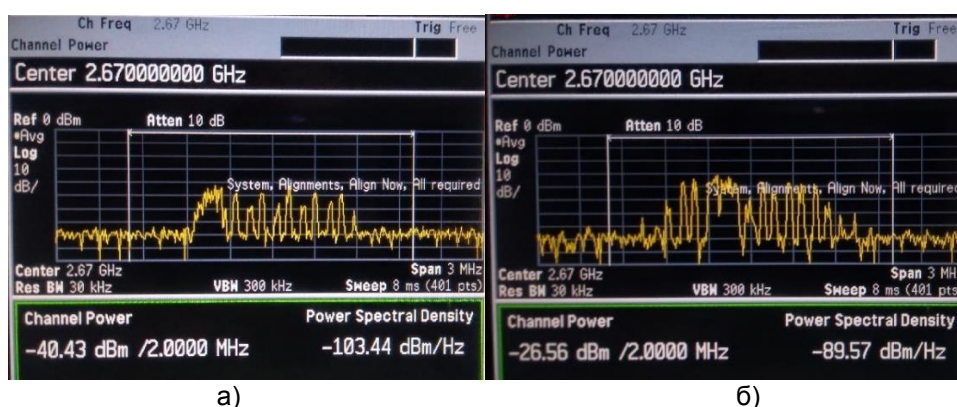 Ch Freq 2.67 GHz Trig Free
Channel Power
Center 2.670000000 GHz
Ref 0 dBm Atten 10 dB
*Avg
Log
10
dB/
System, Alignments, Align Now, All required
Center 2.67 GHz Span 3 MHz
Res BW 30 kHz VBW 300 kHz Sweep 8 ms (401 pts)
Channel Power Power Spectral Density
-40.43 dBm /2.0000 MHz -103.44 dBm/Hz
а)
Ch Freq 2.67 GHz Trig Free
Channel Power
Center 2.670000000 GHz
Ref 0 dBm Atten 10 dB
*Avg
Log
10
dB/
System, Alignments, Align Now, All required
Center 2.67 GHz Span 3 MH
Res BW 30 kHz VBW 300 kHz Sweep 8 ms (401 pts)
Channel Power Power Spectral Density
-26.56 dBm /2.0000 MHz -89.57 dBm/Hz
б)